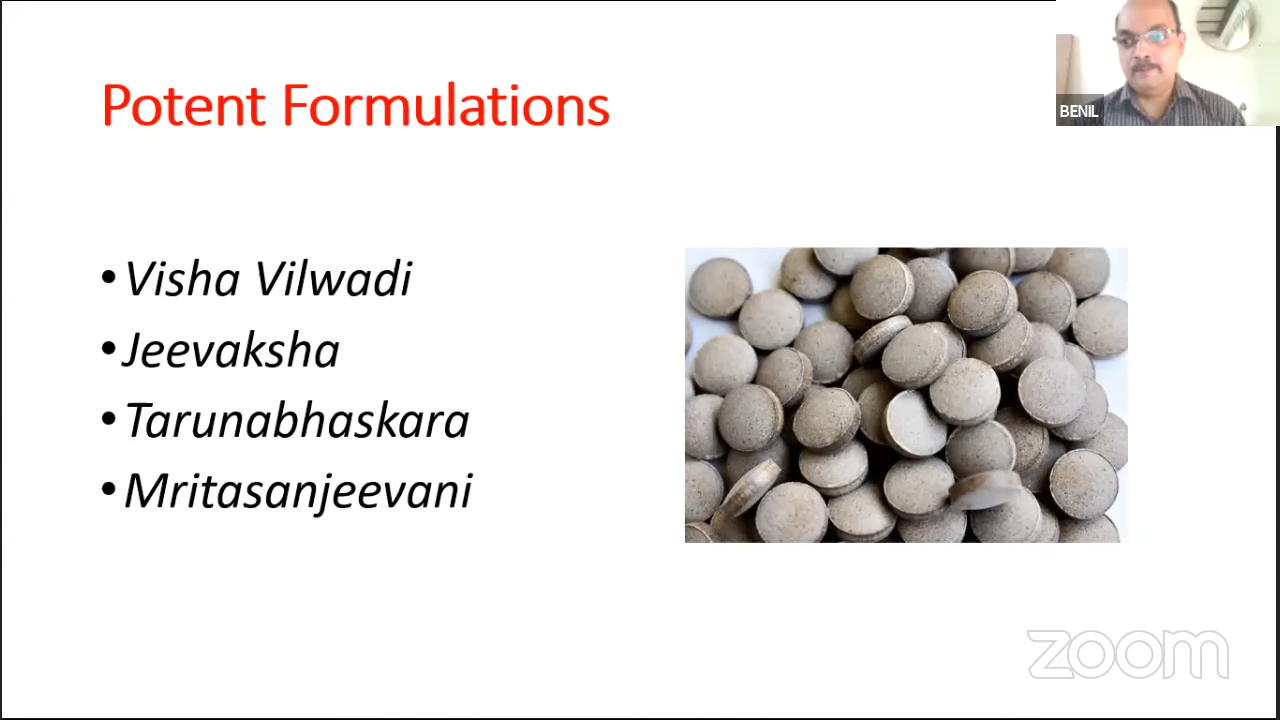 Potent Formulations
BENIL
• Visha Vilwadi
• Jeevaksha
• Tarunabhaskara
• Mritasanjeevani
zoom